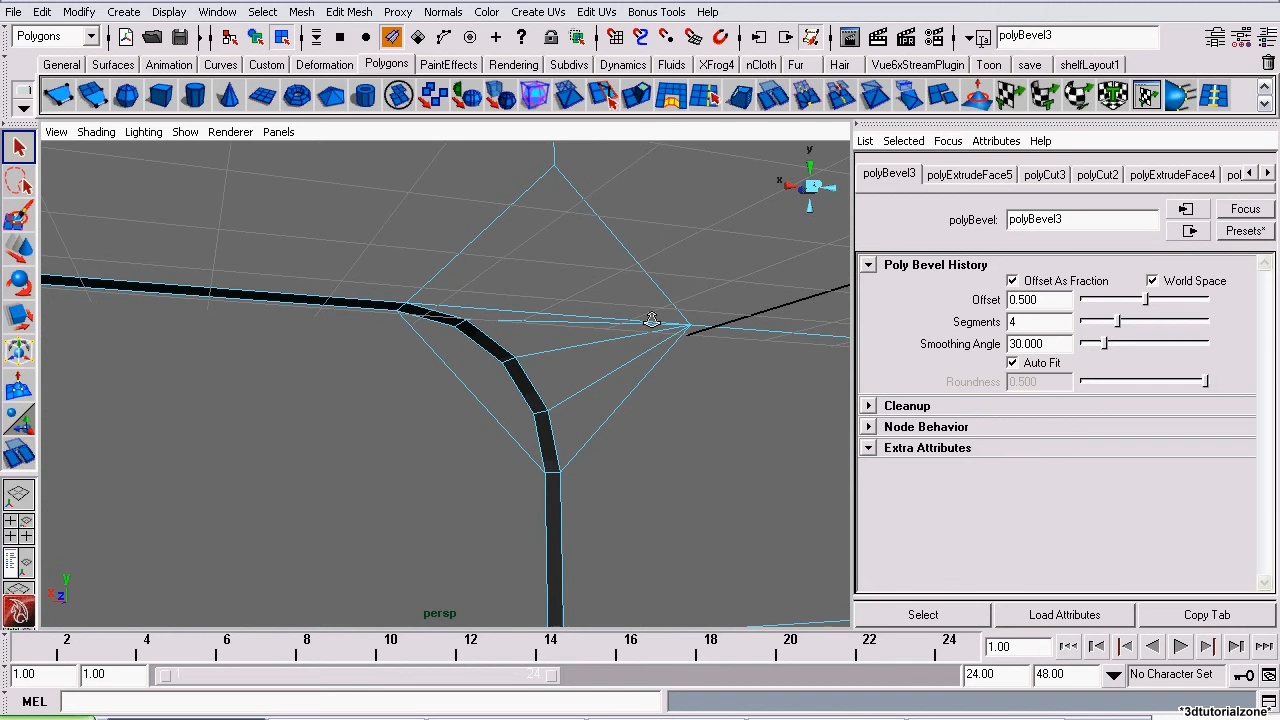 File Edit Modify Create Display Window Select Mesh Edit Mesh Proxy Normals Color Create UVs Edit UVs Bonus Tools Help
Polygons polyBevel3
General Surfaces Animation Curves Custom Deformation Polygons PaintEffects Rendering Subdivs Dynamics Fluids XFrog4 nCloth Fur Hair Vue6xStreamPlugin Toon save shelfLayout1
View Shading Lighting Show Renderer Panels
List Selected Focus Attributes Help
polyBevel3 polyExtrudeFace5 polyCut3 polyCut2 polyExtrudeFace4 pol
polyBevel: polyBevel3 Focus
Presets*
Poly Bevel History
Offset As Fraction World Space
Offset 0.500
Segments 4
Smoothing Angle 30.000
Auto Fit
Roundness 0.500
Cleanup
Node Behavior
Extra Attributes
y
x
y
x z
persp
Select Load Attributes Copy Tab
2 4 6 8 10 12 14 16 18 20 22 24 1.00
1.00 1.00 1 24 24.00 48.00 No Character Set
MEL
*3dtutorialzone*